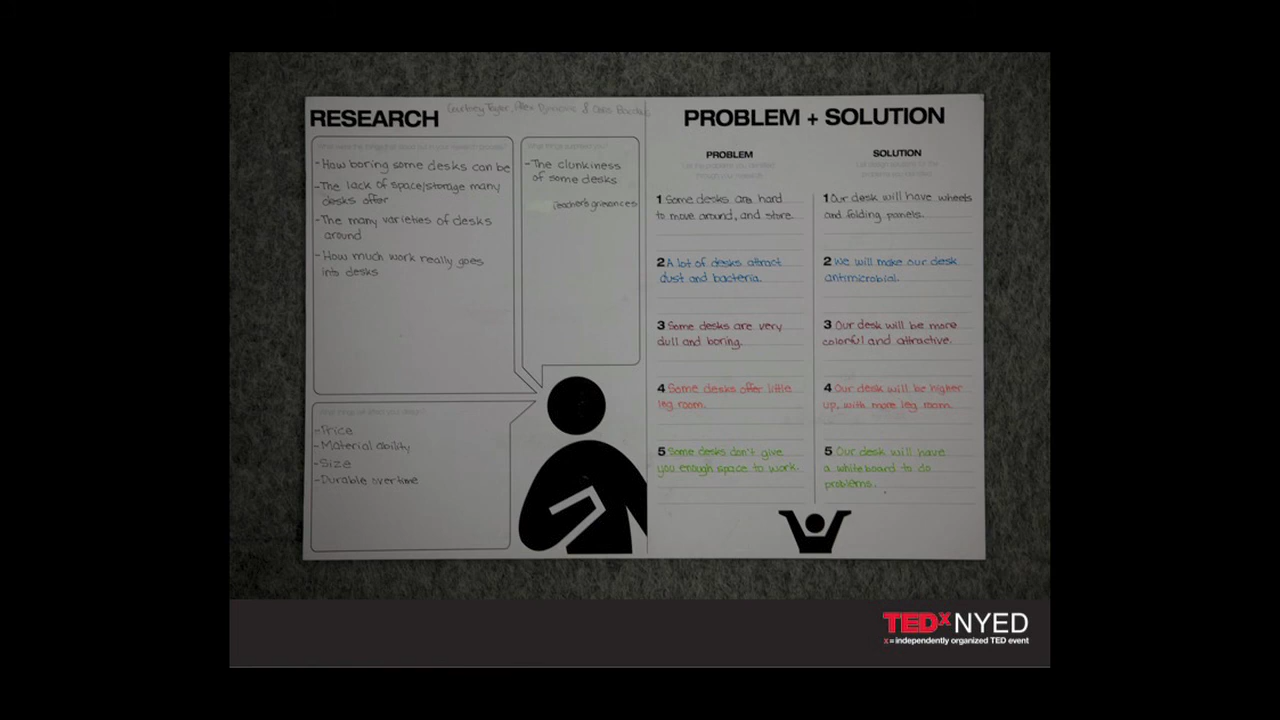 RESEARCH
Courtney Taylor, Alex
-How boring some desks can be
-The lack of space/storage many
desks offer
-The many varieties of desks
around
-How much work really goes
into desks
-The clunkiness
of some desks
Teacher's grievances
-Price
-Material ability
-Size
-Durable overtime
PROBLEM + SOLUTION
PROBLEM
1 Some desks are hard
to move around, and store.
2 A lot of desks attract
dust and bacteria.
3 Some desks are very
dull and boring.
4 Some desks offer little
leg room.
5 Some desks don't give
you enough space to work.
SOLUTION
1 Our desk will have wheels
and folding panels.
2 We will make our desk
antimicrobial.
3 Our desk will be more
colorful and attractive.
4 Our desk will be higher
up, with more leg room.
5 Our desk will have
a whiteboard to do
problems.
TEDxNYED
x = independently organized TED event